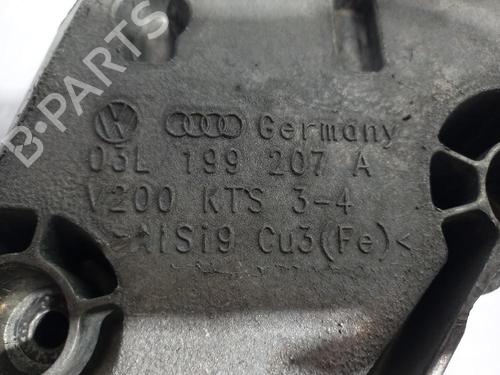 B-PARTS
Germany
03L 199 207 A
V200 KTS 3-4
>AlSi9 Cu3(Fe)<